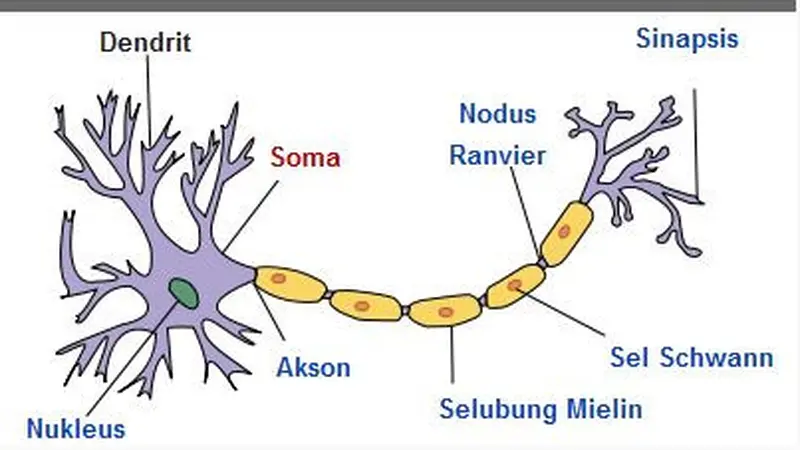 Dendrit
Sinapsis
Nodus
Ranvier
Soma
Akson
Sel Schwann
Selubung Mielin
Nukleus